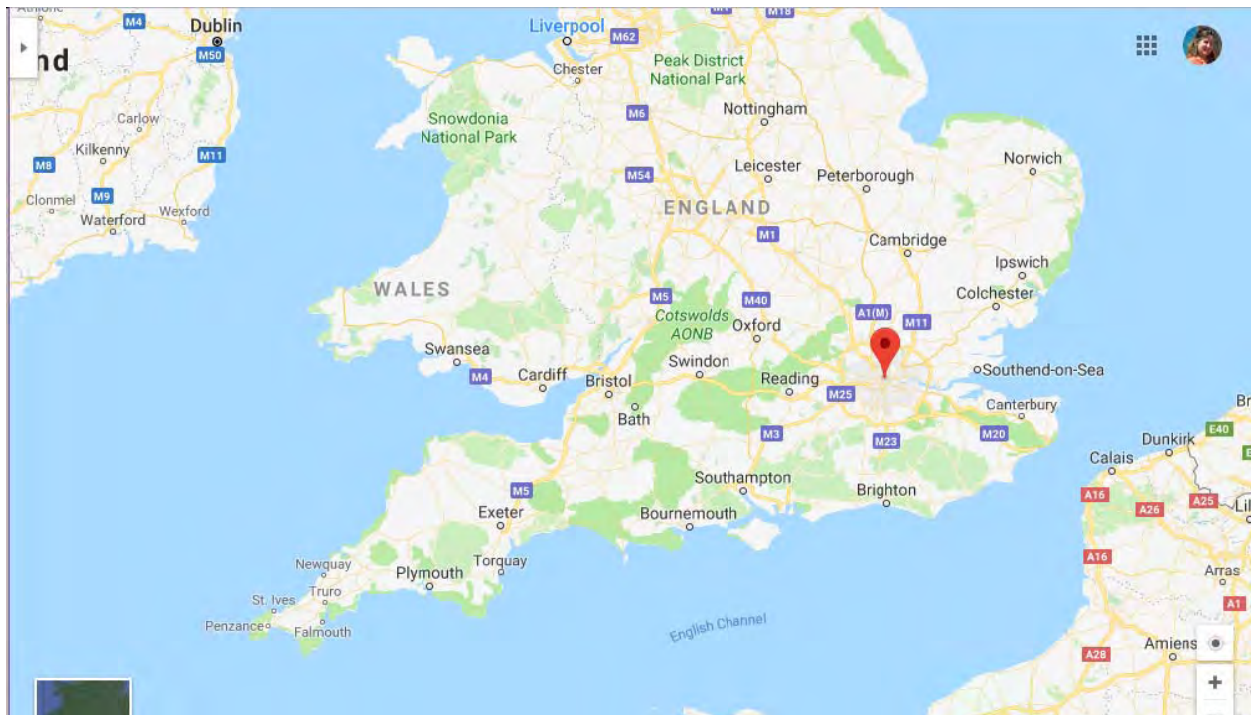 Athlone
M4
Dublin
M50
nd
Liverpool
M62
M1
M18
Chester
Peak District
National Park
M6
Nottingham
Snowdonia
National Park
Carlow
Kilkenny
M8
M11
M9
Clonmel
Wexford
Waterford
M54
Leicester
Peterborough
Norwich
ENGLAND
M1
Cambridge
Ipswich
WALES
M5
M40
Colchester
Cotswolds
AONB
Oxford
A1(M)
M11
Swansea
M4
Cardiff
Bristol
Swindon
Reading
M25
Southend-on-Sea
Bath
Canterbury
Br
E40
M3
M23
M20
Dunkirk
Calais
Southampton
M5
Brighton
A16
A25
A26
Lil
Exeter
Bournemouth
Newquay
Torquay
Plymouth
A16
Arras
St. Ives
Truro
Penzance
Falmouth
A1
English Channel
Amiens
A28
+